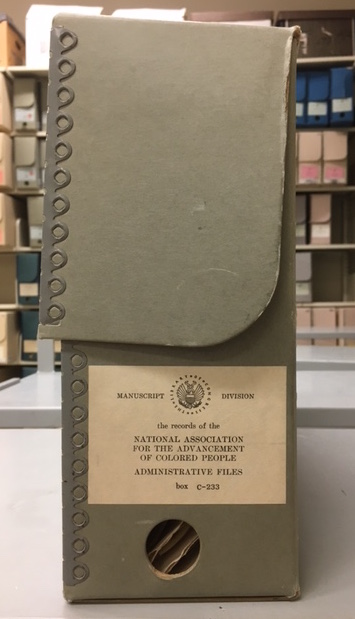 MANUSCRIPT DIVISION
the records of the
NATIONAL ASSOCIATION
FOR THE ADVANCEMENT
OF COLORED PEOPLE
ADMINISTRATIVE FILES
box C-233